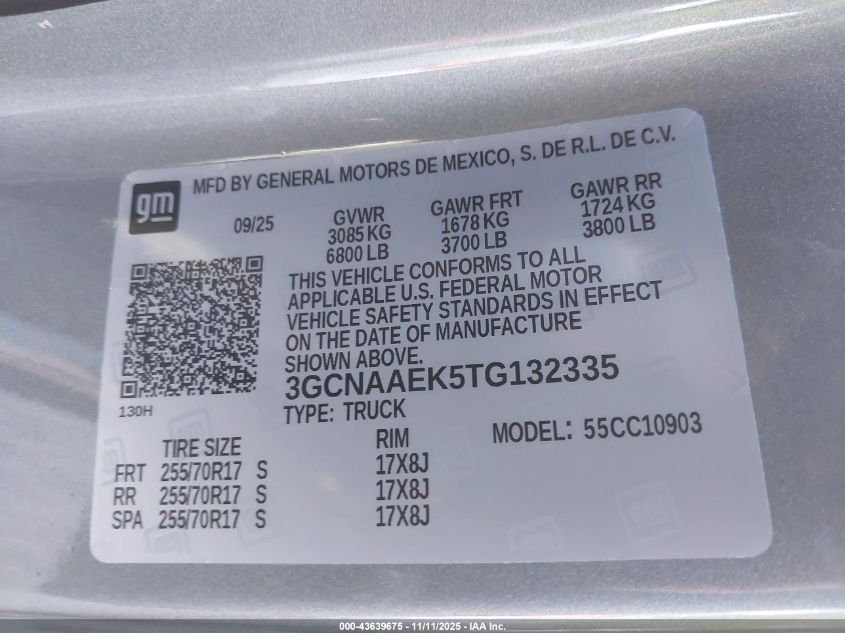 gm
MFD BY GENERAL MOTORS DE MEXICO, S. DE R.L. DE C.V.
09/25
GVWR
3085 KG
6800 LB
GAWR FRT
1678 KG
3700 LB
GAWR RR
1724 KG
3800 LB
THIS VEHICLE CONFORMS TO ALL
APPLICABLE U.S. FEDERAL MOTOR
VEHICLE SAFETY STANDARDS IN EFFECT
ON THE DATE OF MANUFACTURE
SHOWN ABOVE.
3GCNAAEK5TG132335
130H
TYPE: TRUCK
MODEL: 55CC10903
TIRE SIZE RIM
FRT 255/70R17 S 17X8J
RR 255/70R17 S 17X8J
SPA 255/70R17 S 17X8J
000-43639675 - 11/11/2025 - IAA Inc.